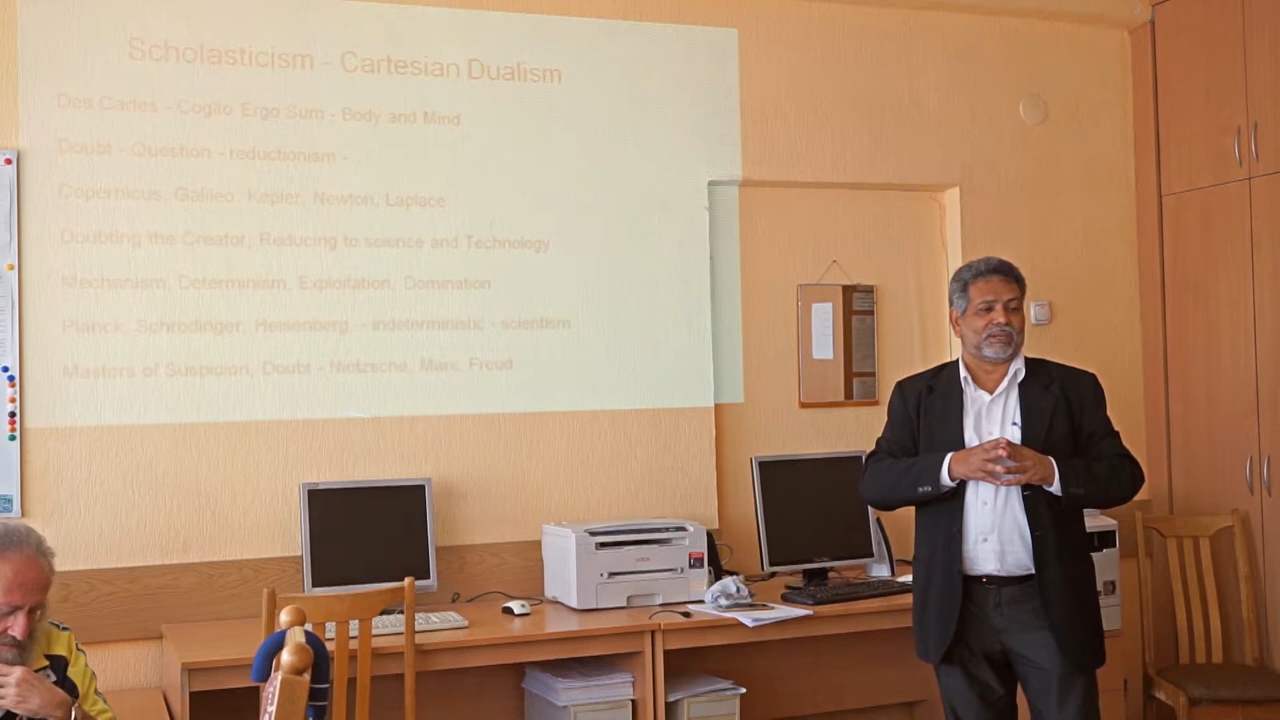 Scholasticism - Cartesian Dualism
Des Cartes - Cogito Ergo Sum - Body and Mind
Doubt - Question - reductionism -
Copernicus, Galileo, Kepler, Newton, Laplace
Doubting the Creator, Reducing to science and Technology
Mechanism, Determinism, Exploitation, Domination
Planck, Schrodinger, Heisenberg, - indeterministic - scientism
Masters of Suspicion, Doubt - Nietzsche, Marx, Freud